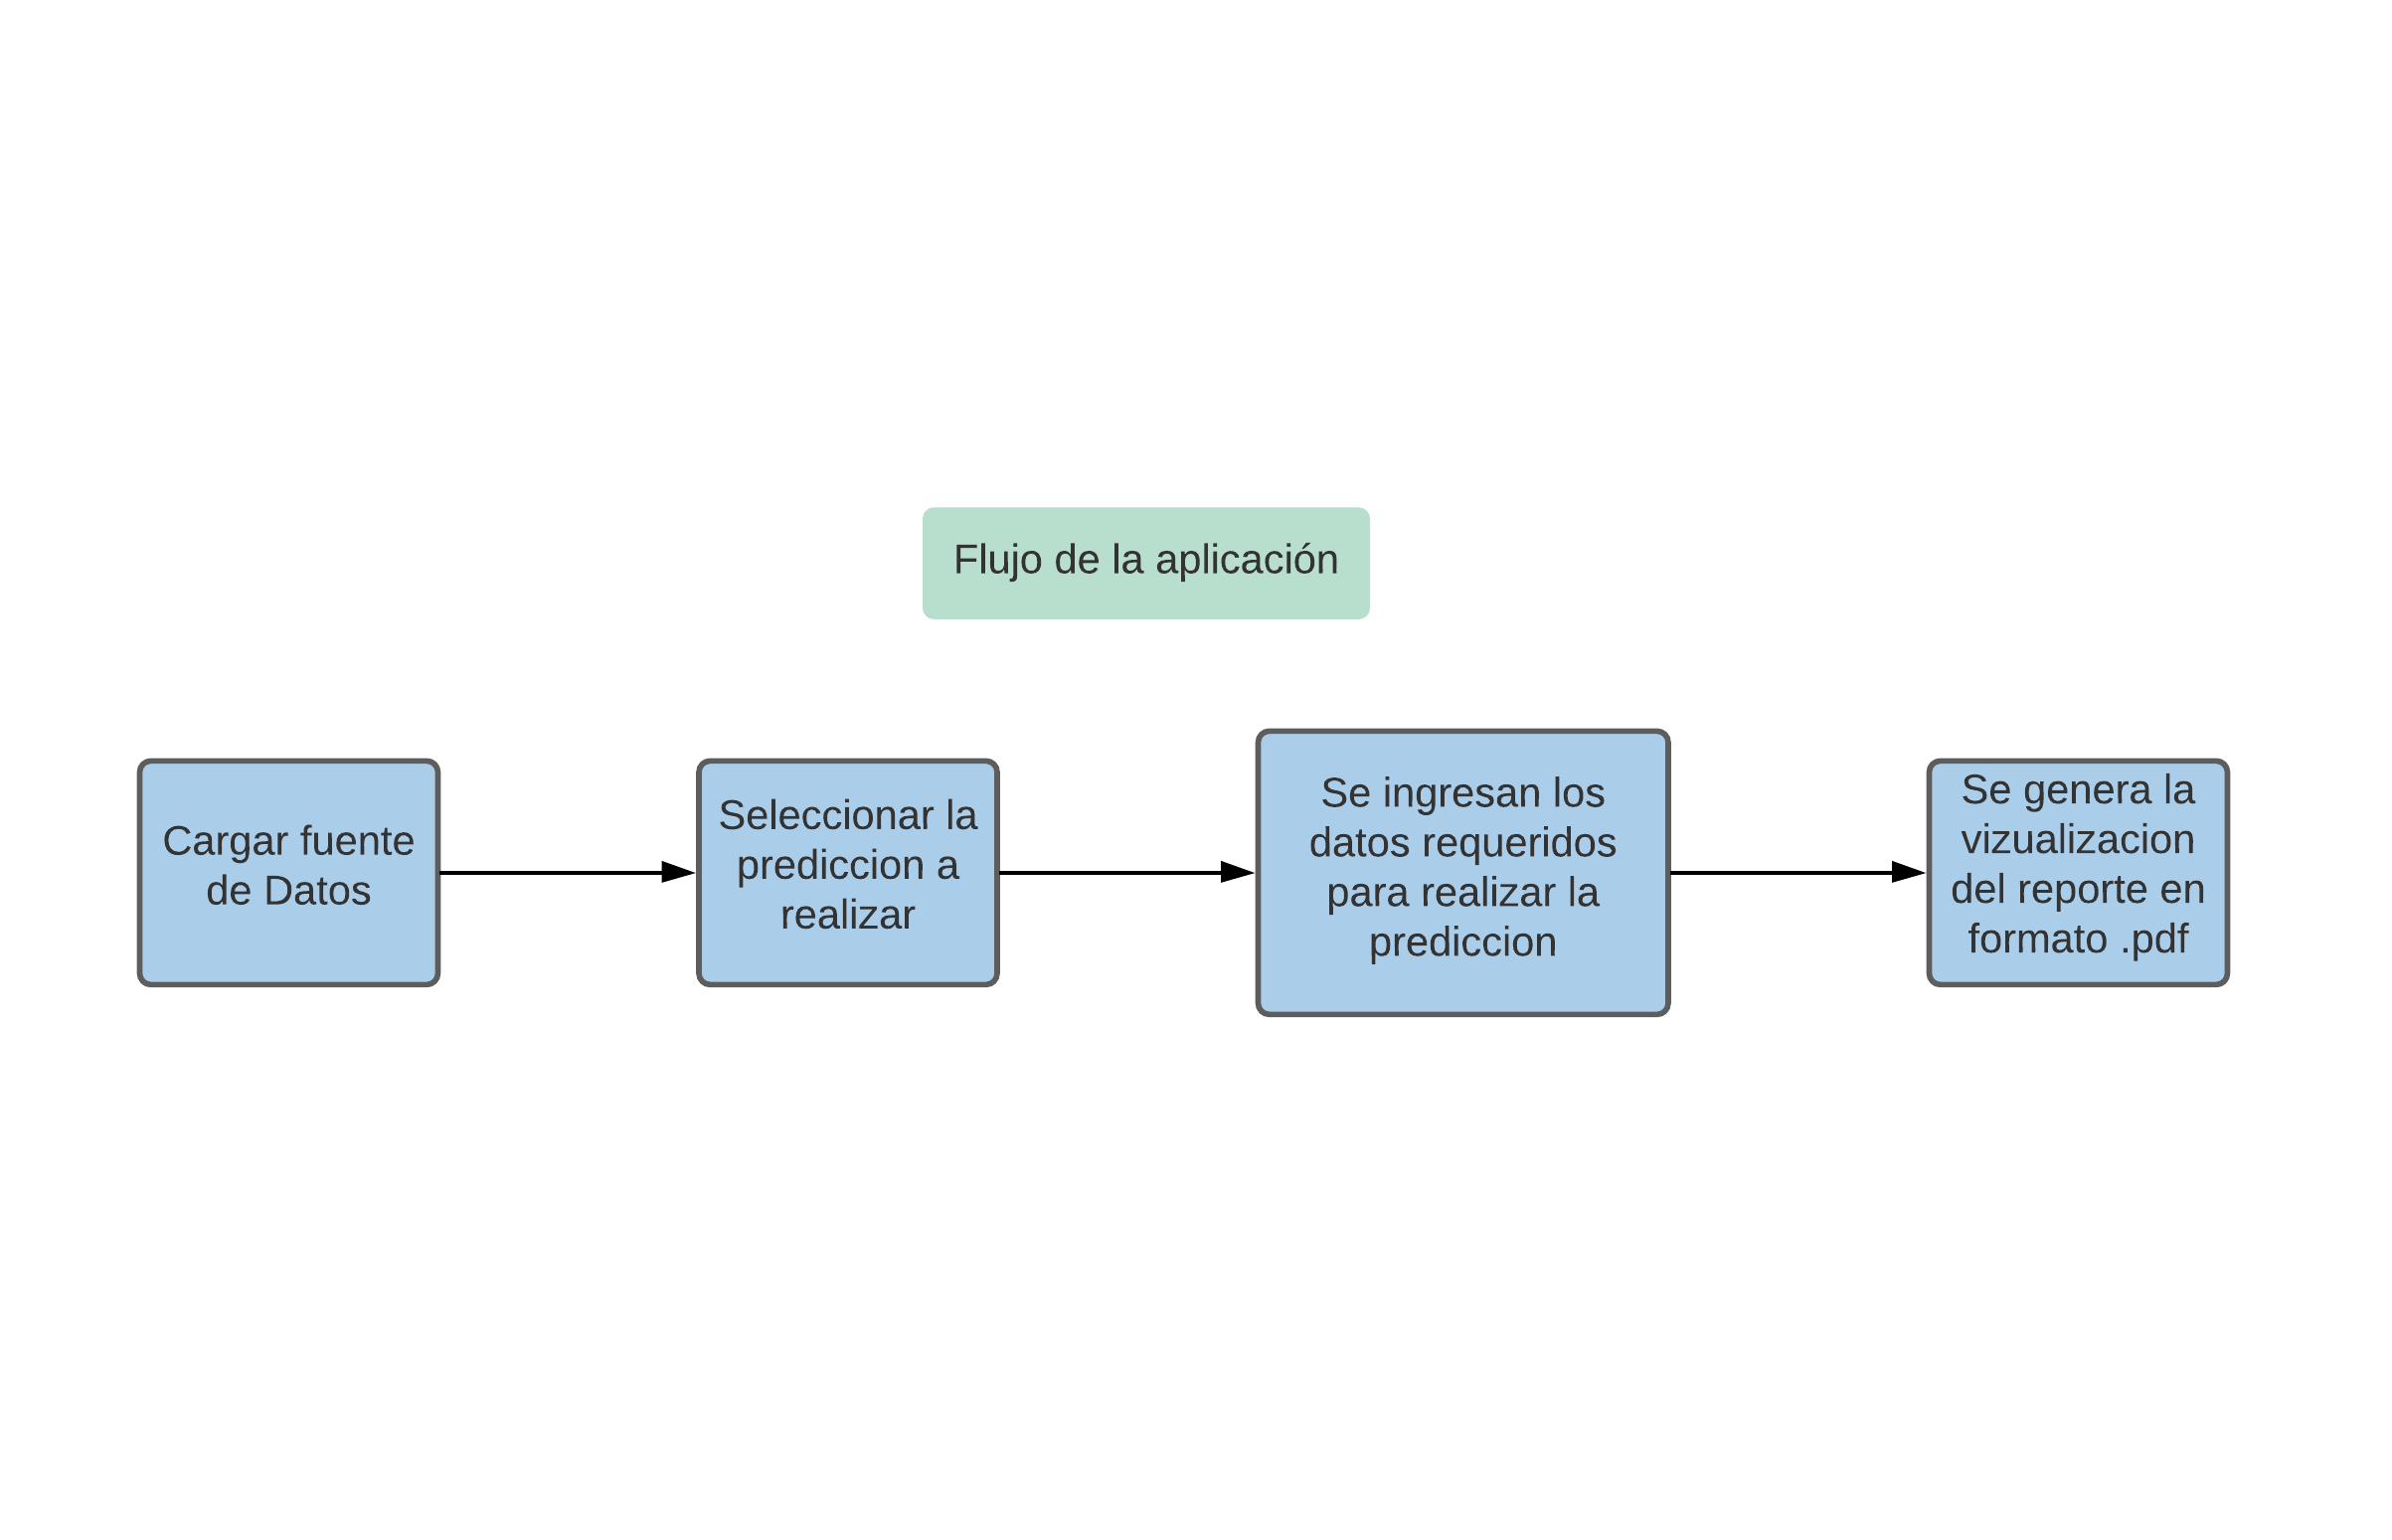 Flujo de la aplicación
Cargar fuente
de Datos
Seleccionar la
prediccion a
realizar
Se ingresan los
datos requeridos
para realizar la
prediccion
Se genera la
vizualizacion
del reporte en
formato .pdf